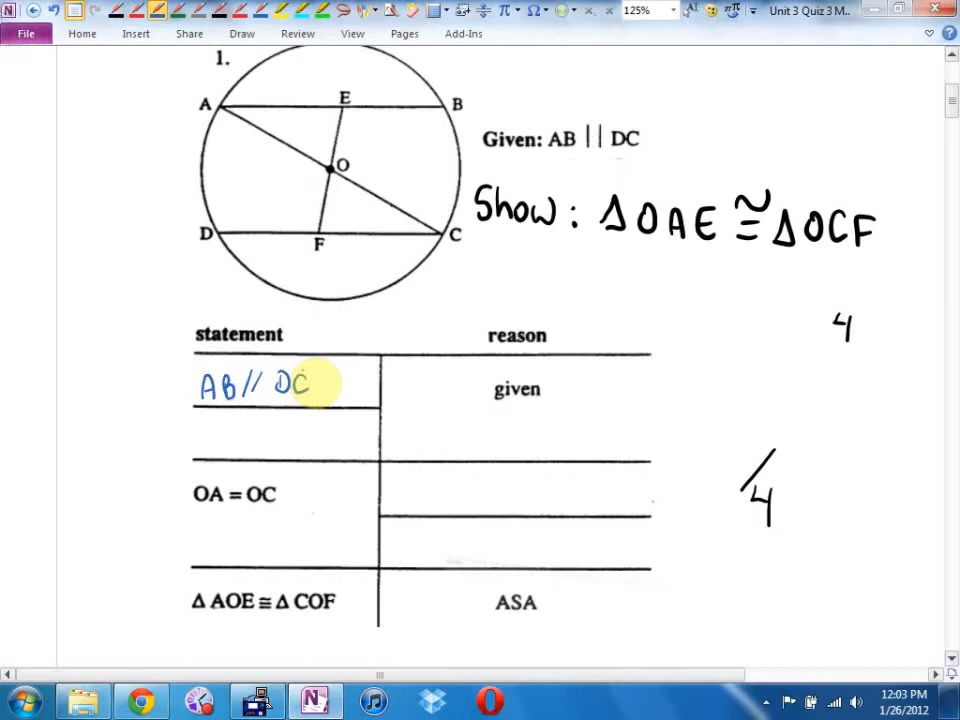 125%
Unit 3 Quiz 3 M..
File Home Insert Share Draw Review View Pages Add-Ins
1.
A E B
O
D F C
Given: AB || DC
Show: Δ OAE ≅ Δ OCF
4
statement reason
AB // DC given
OA = OC
/4
Δ AOE ≅ Δ COF ASA
12:03 PM
1/26/2012